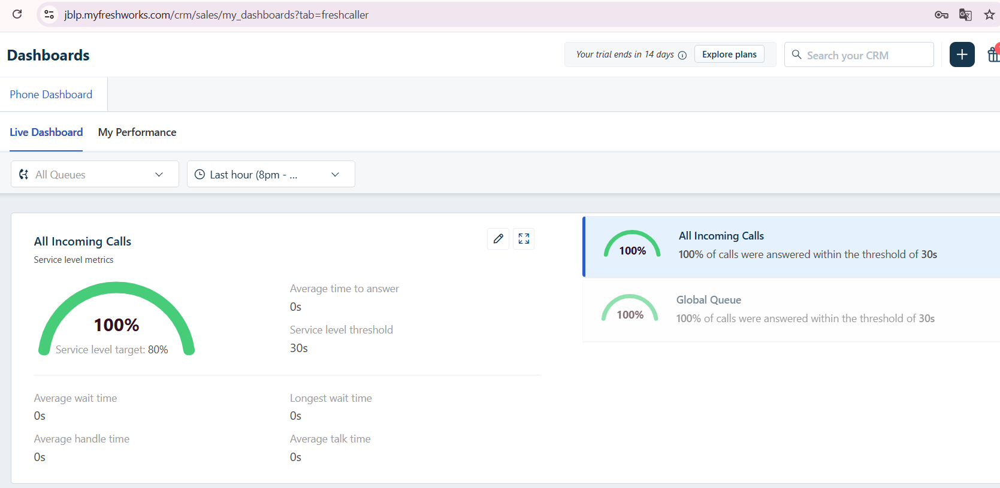 jblp.myfreshworks.com/crm/sales/my_dashboards?tab=freshcaller
Dashboards
Your trial ends in 14 days
Explore plans
Search your CRM
Phone Dashboard
Live Dashboard
My Performance
All Queues
Last hour (8pm - ...
All Incoming Calls
Service level metrics
100%
Service level target: 80%
Average time to answer
0s
Service level threshold
30s
Average wait time
0s
Longest wait time
0s
Average handle time
0s
Average talk time
0s
100%
All Incoming Calls
100% of calls were answered within the threshold of 30s
100%
Global Queue
100% of calls were answered within the threshold of 30s